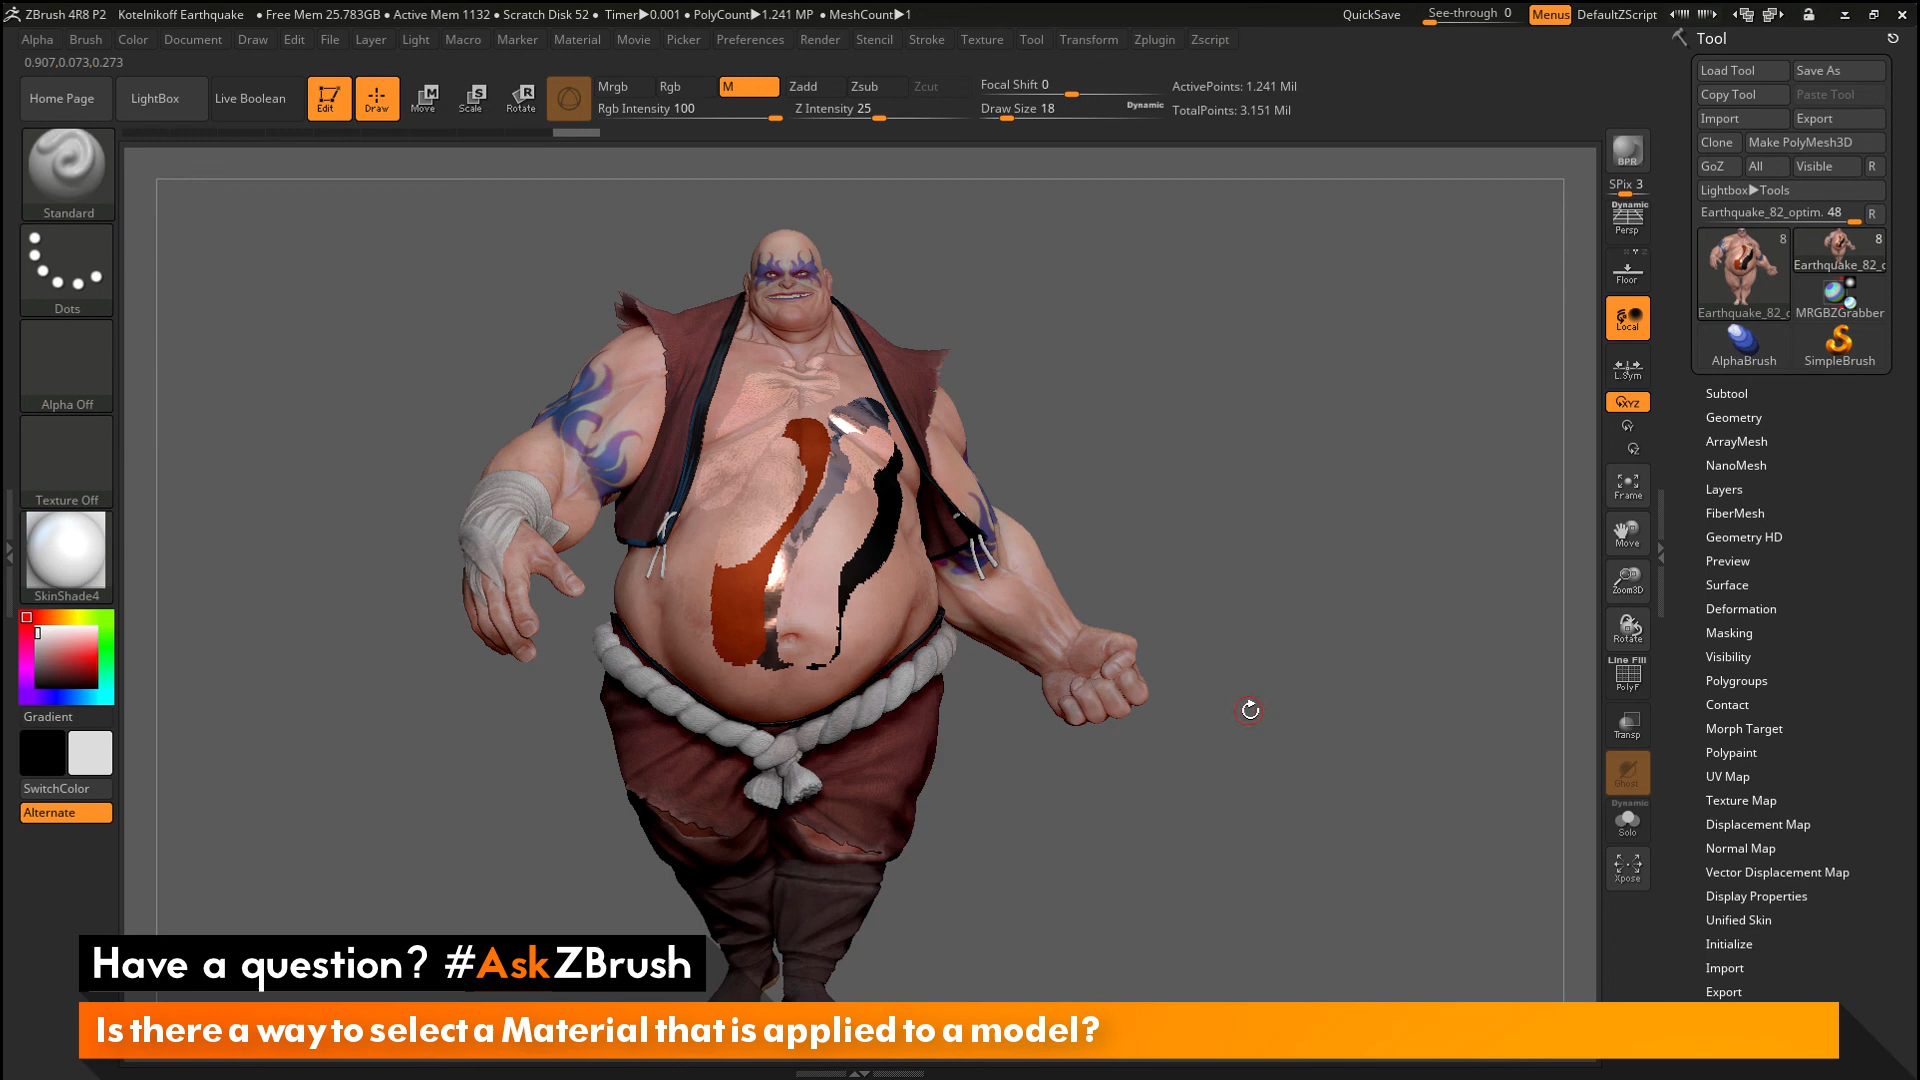 ZBrush 4R8 P2 Kotelnikoff Earthquake • Free Mem 25.783GB • Active Mem 1132 • Scratch Disk 52 • Timer▶0.001 • PolyCount▶1.241 MP • MeshCount▶1 QuickSave See-through 0 Menus DefaultZScript
Alpha Brush Color Document Draw Edit File Layer Light Macro Marker Material Movie Picker Preferences Render Stencil Stroke Texture Tool Transform Zplugin Zscript
0.907,0.073,0.273
Home Page LightBox Live Boolean Edit Draw Move Scale Rotate
Mrgb Rgb M Zadd Zsub Zcut Focal Shift 0 ActivePoints: 1.241 Mil
Rgb Intensity 100 Z Intensity 25 Draw Size 18 Dynamic TotalPoints: 3.151 Mil
Standard
Dots
Alpha Off
Texture Off
SkinShade4
Gradient
SwitchColor
Alternate
BPR
SPix 3
Dynamic
Persp
Floor
Local
L.Sym
XYZ
Frame
Move
Zoom3D
Rotate
Line Fill
PolyF
Transp
Ghost
Dynamic
Solo
Xpose
Tool
Load Tool Save As
Copy Tool Paste Tool
Import Export
Clone Make PolyMesh3D
GoZ All Visible R
Lightbox▶Tools
Earthquake_82_optim. 48 R
8 8
Earthquake_82_c
Earthquake_82_c MRGBZGrabber
AlphaBrush SimpleBrush
Subtool
Geometry
ArrayMesh
NanoMesh
Layers
FiberMesh
Geometry HD
Preview
Surface
Deformation
Masking
Visibility
Polygroups
Contact
Morph Target
Polypaint
UV Map
Texture Map
Displacement Map
Normal Map
Vector Displacement Map
Display Properties
Unified Skin
Initialize
Import
Export
Have a question? #AskZBrush
Is there a way to select a Material that is applied to a model?